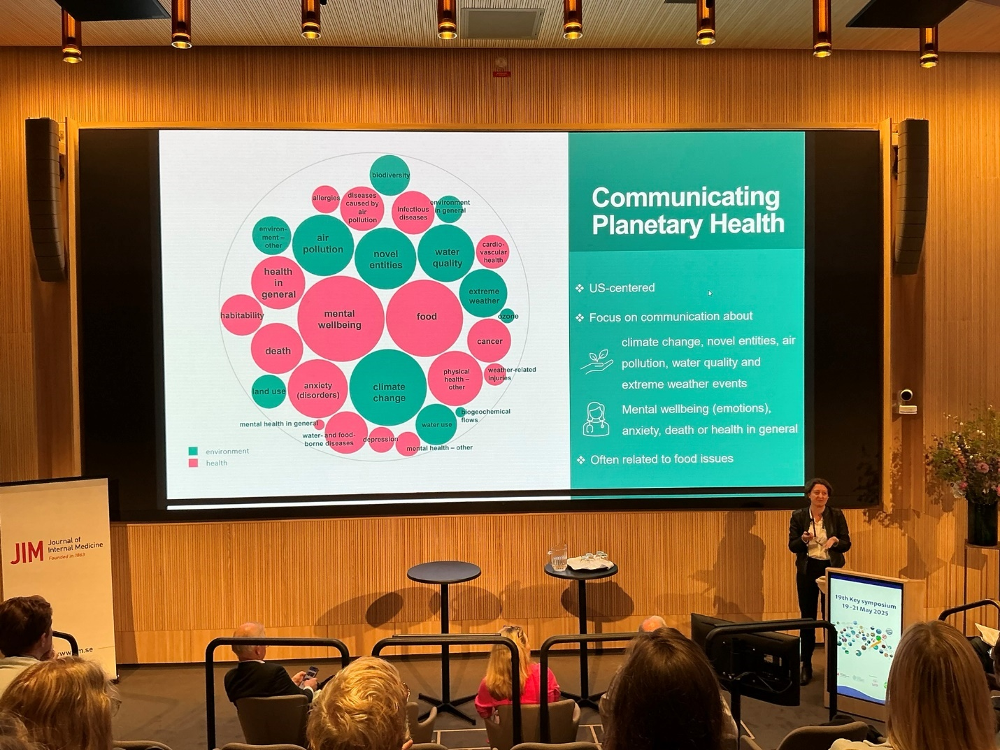 biodiversity
allergies
diseases
caused by
air
pollution
infectious
diseases
environment
in general
environ-
ment –
other
air
pollution
novel
entities
water
quality
cardio-
vascular
health
health
in
general
extreme
weather
habitability
mental
wellbeing
food
ozone
death
cancer
land use
anxiety
(disorders)
climate
change
physical
health –
other
weather-related
injuries
biogeochemical
flows
mental health in general
water use
water- and food-
borne diseases
depression
mental health – other
environment
health
Communicating
Planetary Health
❖ US-centered
❖ Focus on communication about
climate change, novel entities, air
pollution, water quality and
extreme weather events
Mental wellbeing (emotions),
anxiety, death or health in general
❖ Often related to food issues
JIM
Journal of
Internal Medicine
Founded in 1863
19th Key symposium
19–21 May 2025